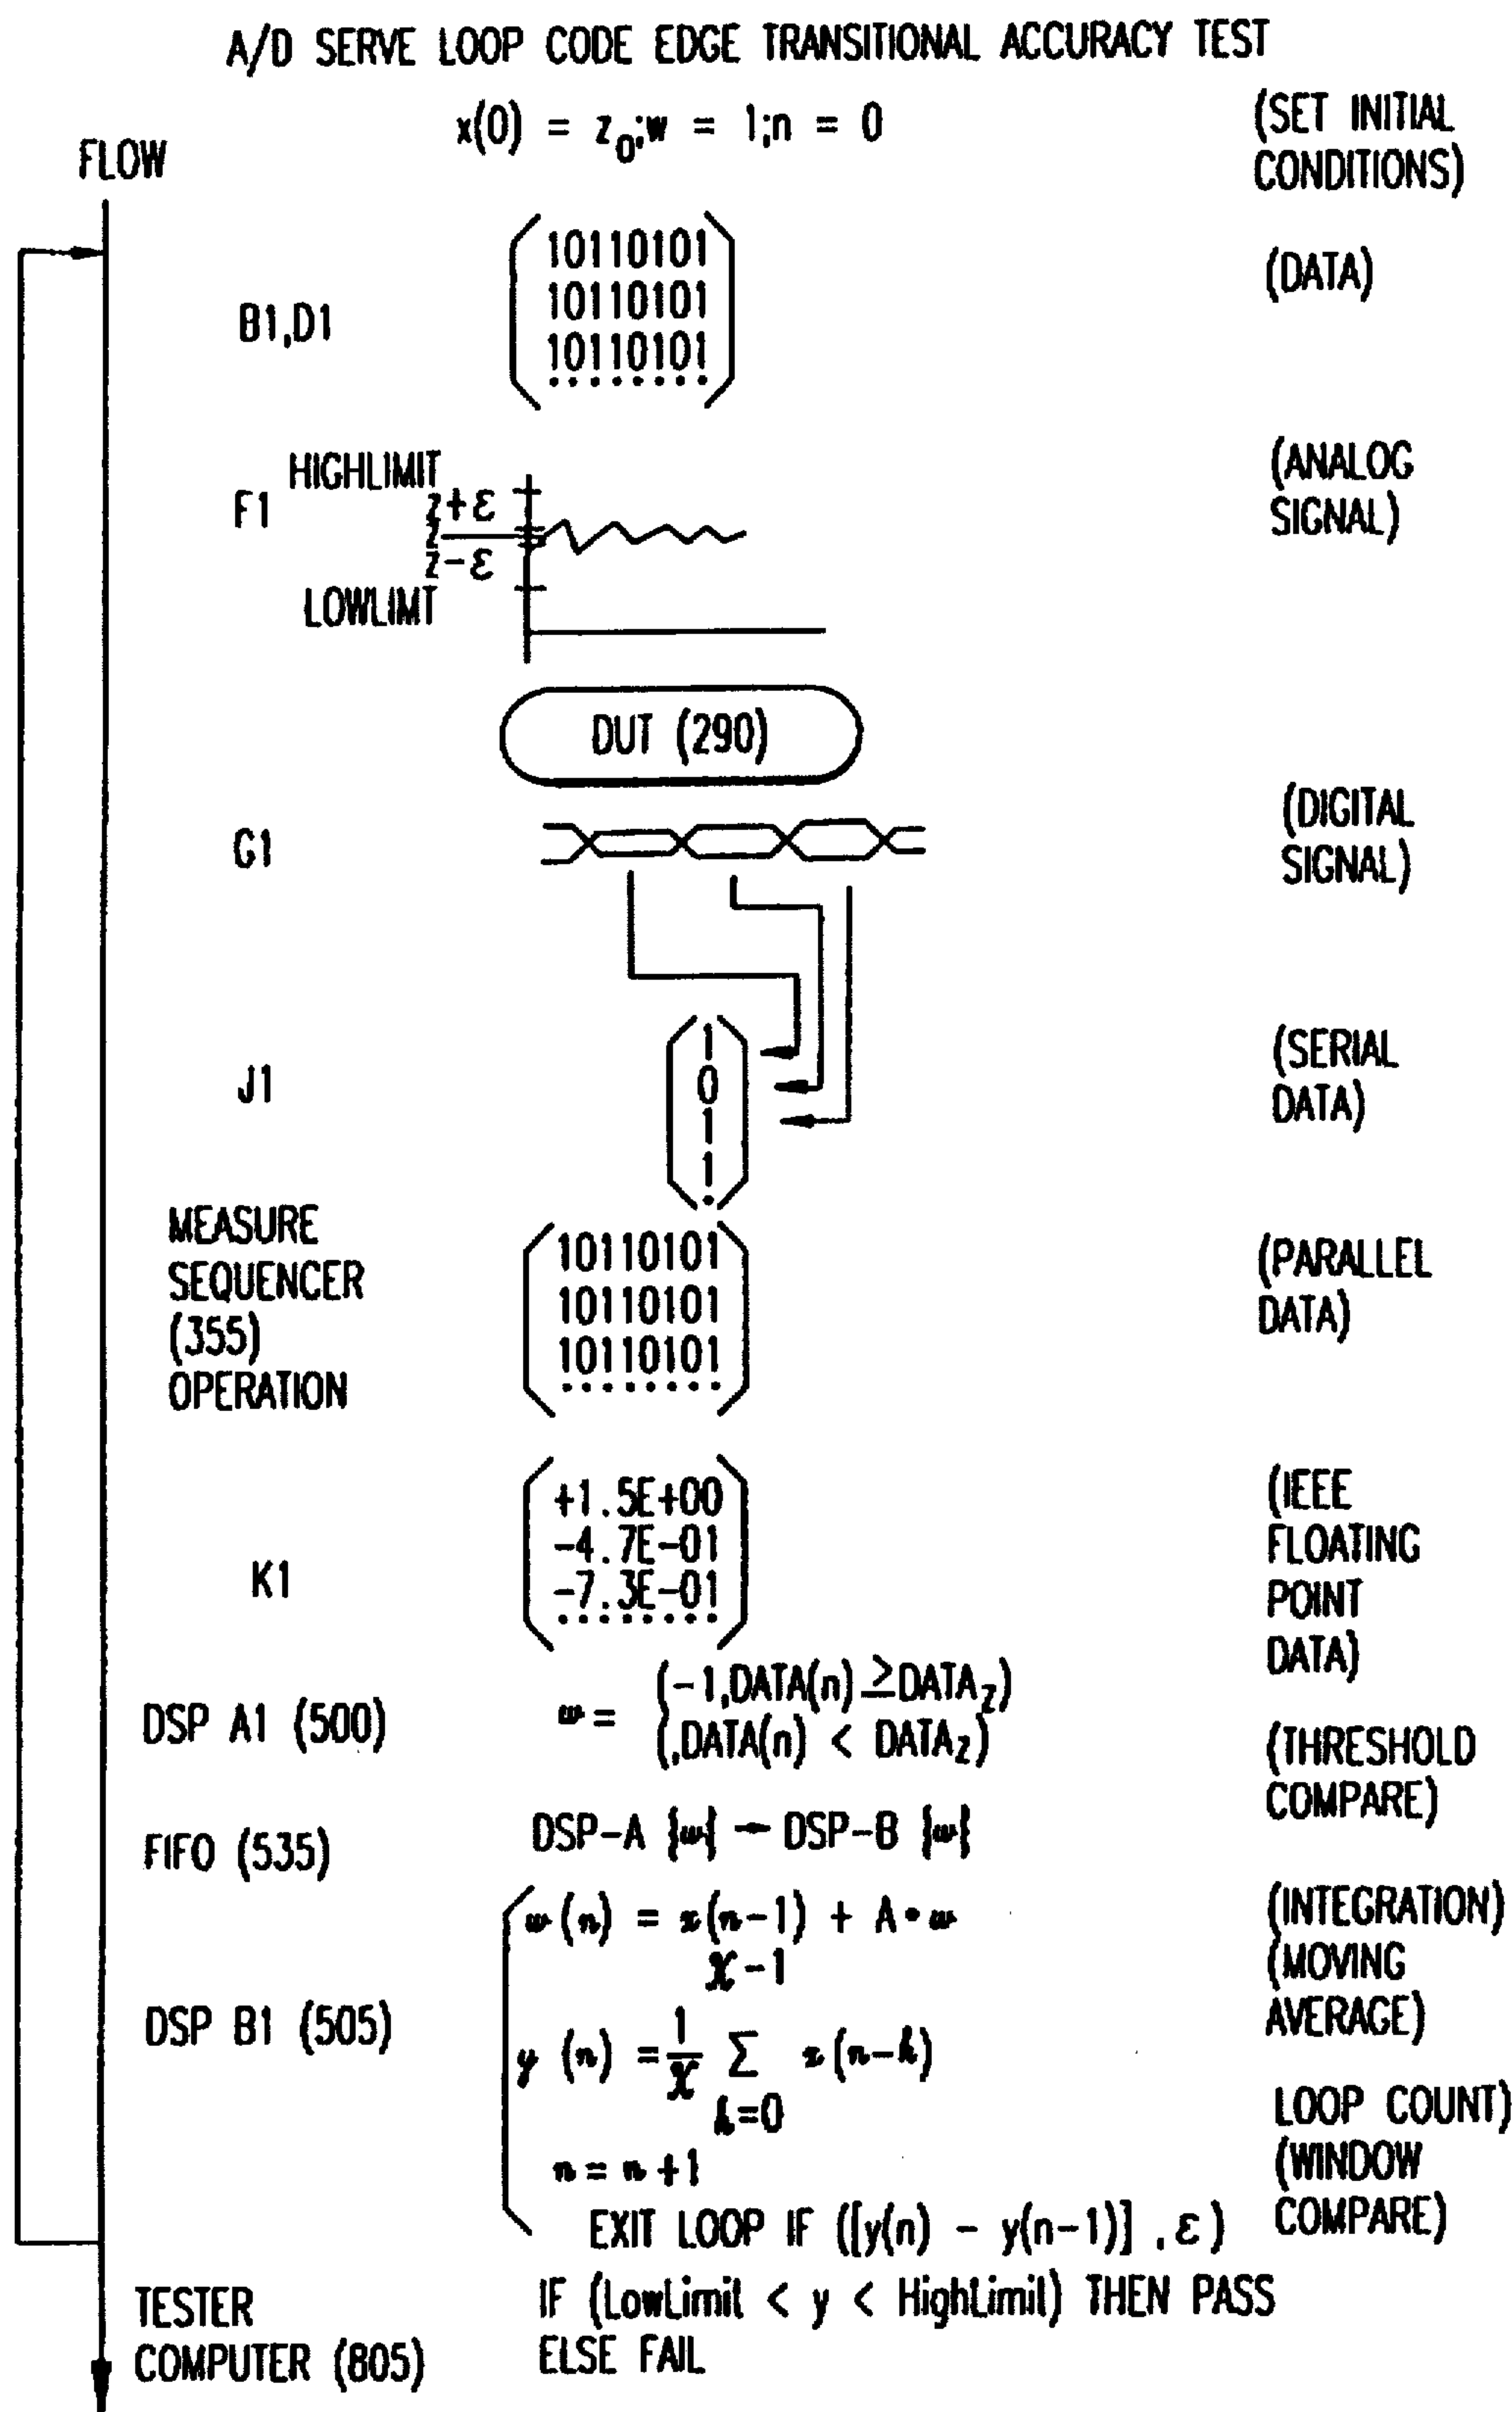 A/D SERVE LOOP CODE EDGE TRANSITIONAL ACCURACY TEST
x(0) = z₀;w = 1;n = 0
(SET INITIAL
CONDITIONS)
FLOW
B1,D1
10110101
10110101
10110101
........
(DATA)
F1
HIGHLIMIT
z+ε
z
z-ε
LOWLIMT
(ANALOG
SIGNAL)
DUT (290)
G1
(DIGITAL
SIGNAL)
J1
1
0
1
1
.
(SERIAL
DATA)
MEASURE
SEQUENCER
(355)
OPERATION
10110101
10110101
10110101
........
(PARALLEL
DATA)
K1
+1.5E+00
-4.7E-01
-7.3E-01
........
(IEEE
FLOATING
POINT
DATA)
DSP A1 (500)
w = (-1,DATA(n) ≥DATAz)
(,DATA(n) < DATAz)
(THRESHOLD
COMPARE)
FIFO (535)
DSP-A {w} – DSP-B {w}
DSP B1 (505)
w(n) = x(n-1) + A•w
(INTEGRATION)
K-1
y (n) = 1/K Σ x(n-k)
k=0
(MOVING
AVERAGE)
n = n +1
LOOP COUNT)
EXIT LOOP IF ([y(n) - y(n-1)] . ε)
(WINDOW
COMPARE)
TESTER
COMPUTER (805)
IF (LowLimit < y < HighLimit) THEN PASS
ELSE FAIL